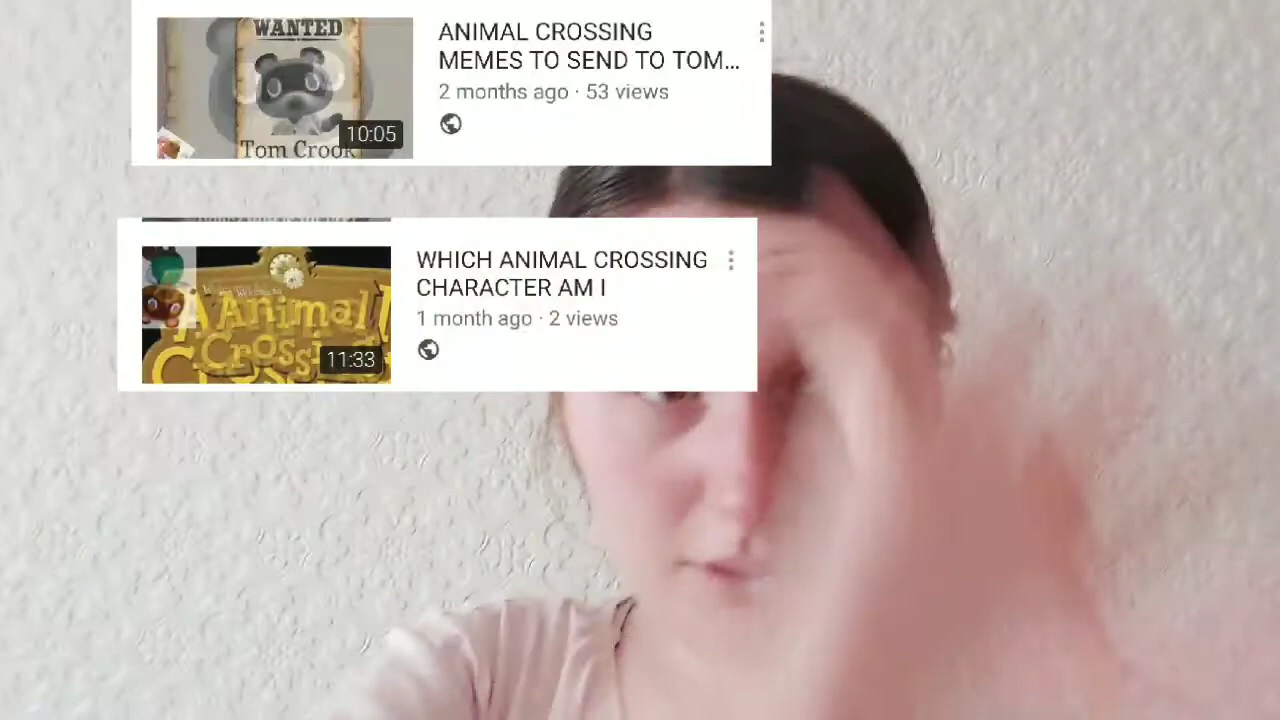 WANTED
Tom Crook
10:05
ANIMAL CROSSING
MEMES TO SEND TO TOM...
2 months ago · 53 views
Animal
Crossing
11:33
WHICH ANIMAL CROSSING
CHARACTER AM I
1 month ago · 2 views